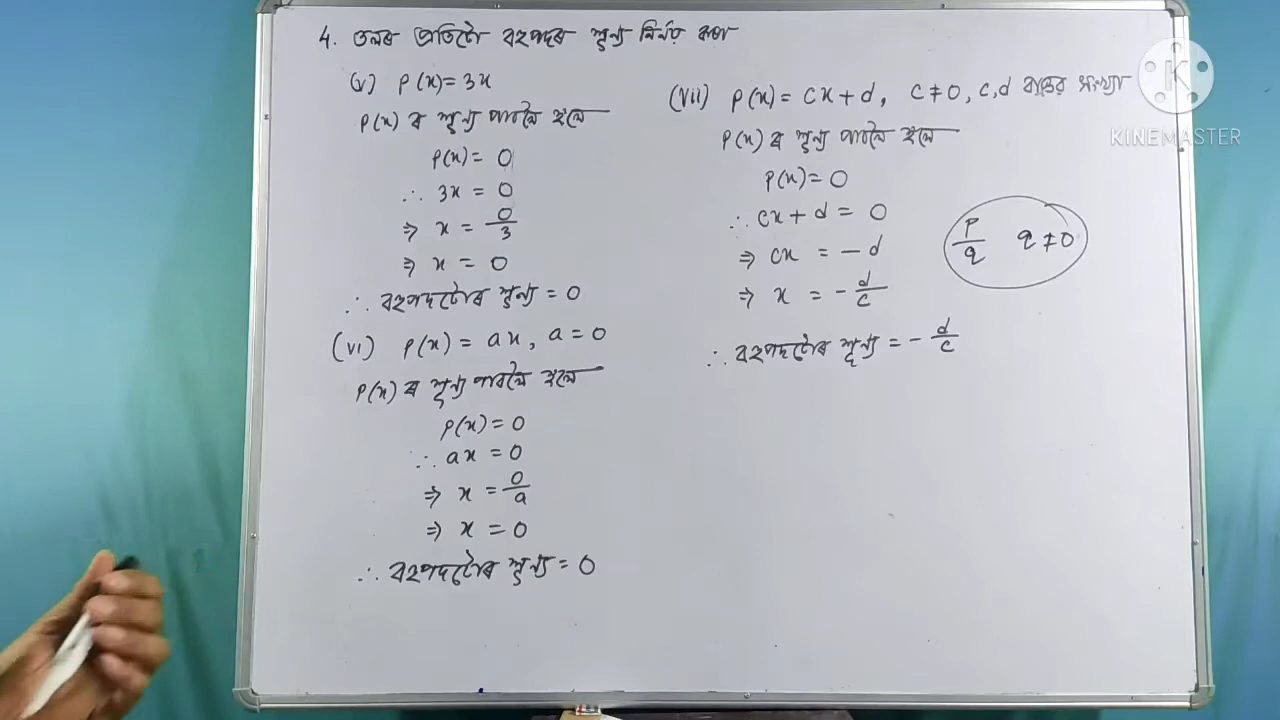 4. তলৰ প্ৰতিটো বহুপদৰ শূন্য নিৰ্ণয় কৰা
(v) P(x) = 3x
P(x) ৰ শূন্য পাবলৈ হ'লে
P(x) = 0
∴ 3x = 0
⇒ x = 0/3
⇒ x = 0
∴ বহুপদটোৰ শূন্য = 0
(vi) P(x) = ax, a = 0
P(x) ৰ শূন্য পাবলৈ হ'লে
P(x) = 0
∴ ax = 0
⇒ x = 0/a
⇒ x = 0
∴ বহুপদটোৰ শূন্য = 0
(vii) P(x) = cx + d, c ≠ 0, c,d বাস্তৱ সংখ্যা
P(x) ৰ শূন্য পাবলৈ হ'লে
P(x) = 0
∴ cx + d = 0
⇒ cx = - d
⇒ x = - d/c
∴ বহুপদটোৰ শূন্য = - d/c
P/q q ≠ 0
K
KINEMASTER